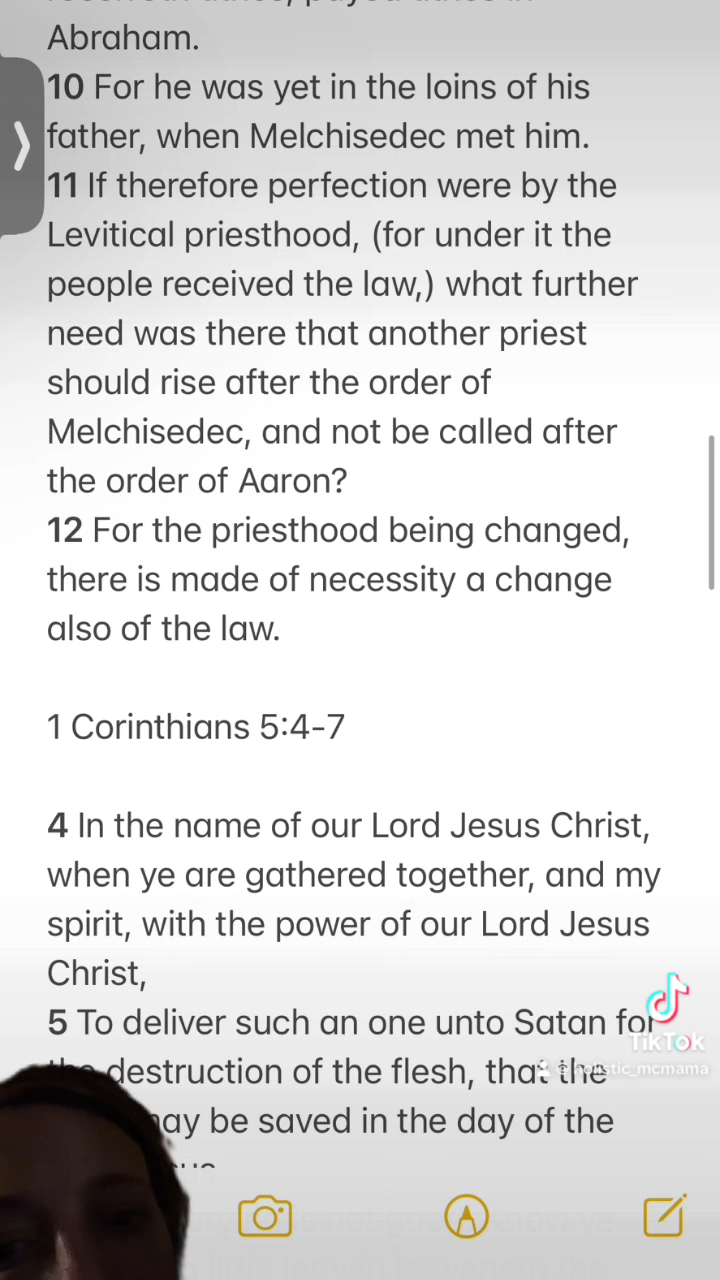 Abraham.
10 For he was yet in the loins of his
father, when Melchisedec met him.
11 If therefore perfection were by the
Levitical priesthood, (for under it the
people received the law,) what further
need was there that another priest
should rise after the order of
Melchisedec, and not be called after
the order of Aaron?
12 For the priesthood being changed,
there is made of necessity a change
also of the law.
1 Corinthians 5:4-7
4 In the name of our Lord Jesus Christ,
when ye are gathered together, and my
spirit, with the power of our Lord Jesus
Christ,
5 To deliver such an one unto Satan for
TikTok
the destruction of the flesh, that the
@holistic_mcmama
may be saved in the day of the